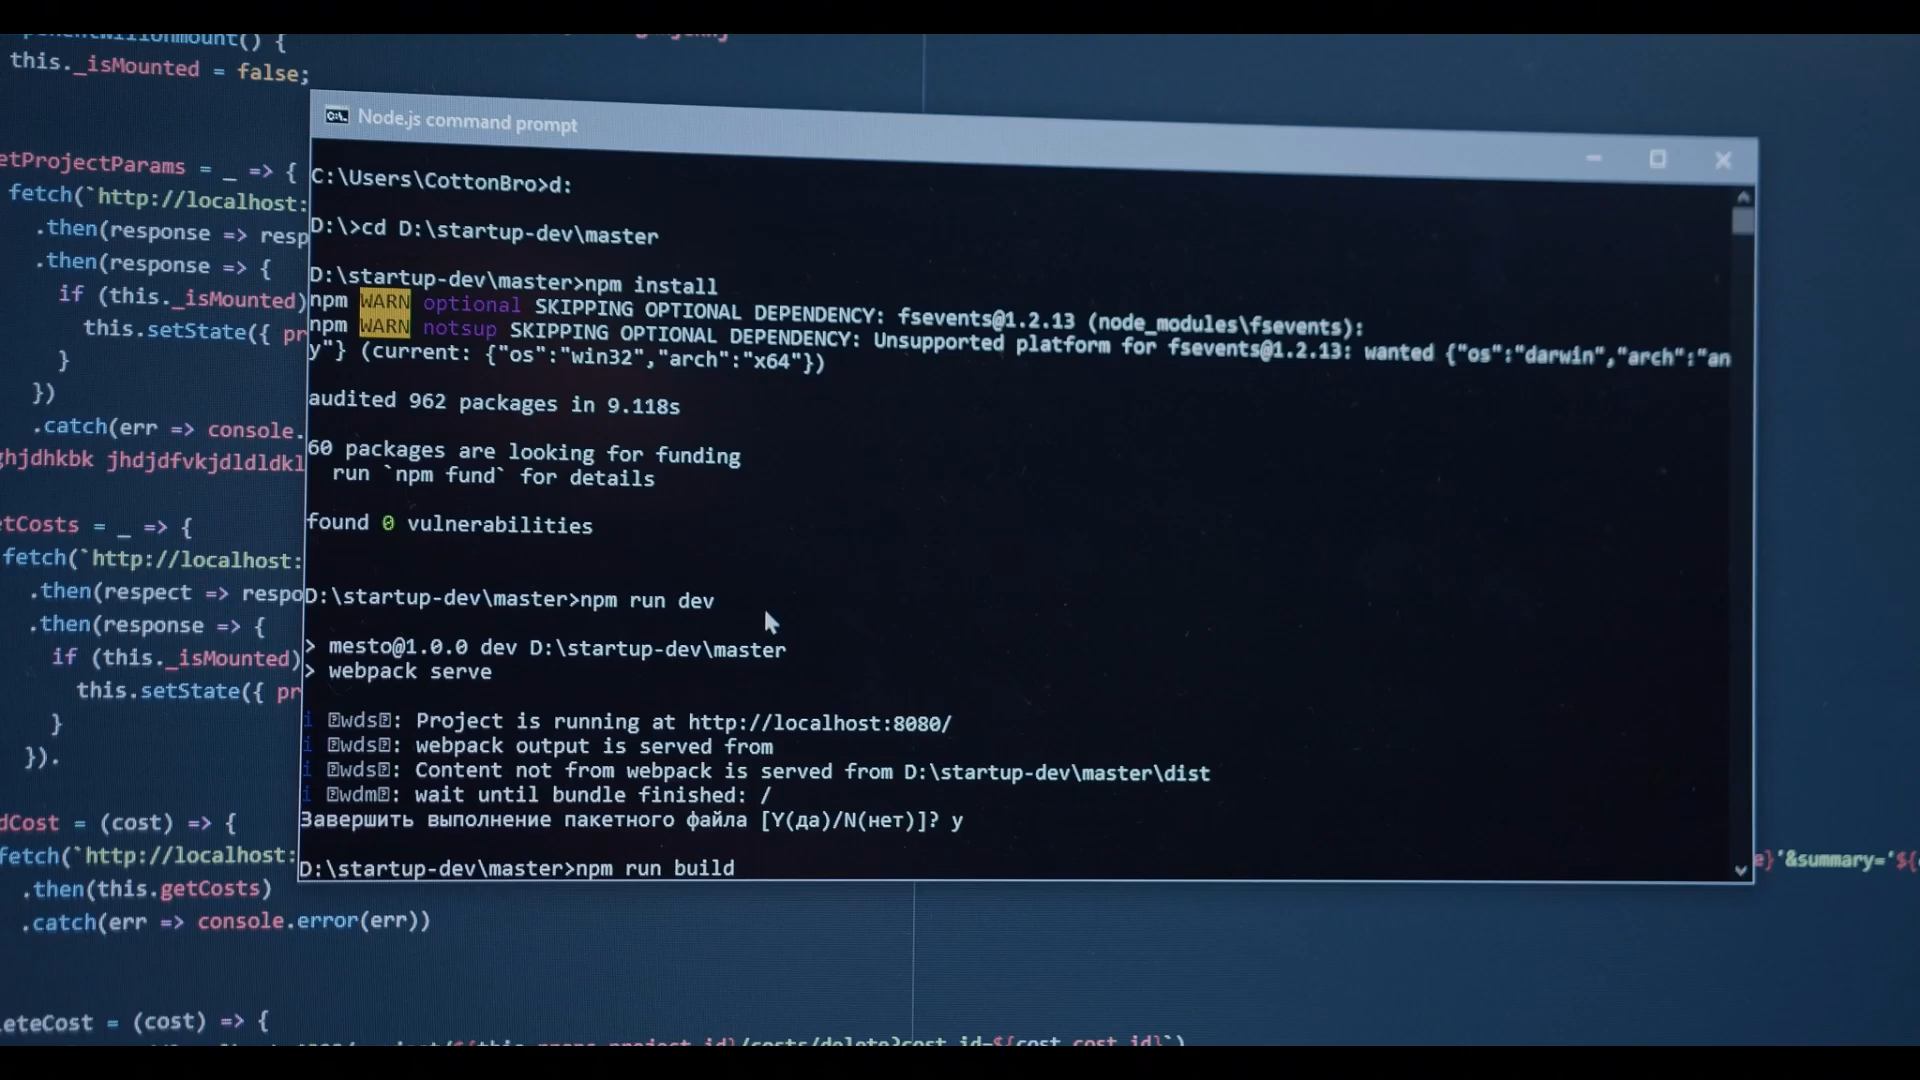 this._isMounted = false;
Node.js command prompt
C:\Users\CottonBro>d:
D:\>cd D:\startup-dev\master
D:\startup-dev\master>npm install
npm WARN optional SKIPPING OPTIONAL DEPENDENCY: fsevents@1.2.13 (node_modules\fsevents):
npm WARN notsup SKIPPING OPTIONAL DEPENDENCY: Unsupported platform for fsevents@1.2.13: wanted {"os":"darwin","arch":"an
y"} (current: {"os":"win32","arch":"x64"})
audited 962 packages in 9.118s
60 packages are looking for funding
run `npm fund` for details
found 0 vulnerabilities
D:\startup-dev\master>npm run dev
> mesto@1.0.0 dev D:\startup-dev\master
> webpack serve
i wds: Project is running at http://localhost:8080/
i wds: webpack output is served from
i wds: Content not from webpack is served from D:\startup-dev\master\dist
i wdm: wait until bundle finished: /
Завершить выполнение пакетного файла [Y(да)/N(нет)]? y
D:\startup-dev\master>npm run build
etProjectParams = _ => {
fetch(`http://localhost:
.then(response => resp
.then(response => {
if (this._isMounted)
this.setState({ pr
}
})
.catch(err => console.
ghjdhkbk jhdjdfvkjdldldkl
etCosts = _ => {
fetch(`http://localhost:
.then(respect => respo
.then(response => {
if (this._isMounted)
this.setState({ pr
}
}).
dCost = (cost) => {
fetch(`http://localhost:
}`&summary='${
.then(this.getCosts)
.catch(err => console.error(err))
leteCost = (cost) => {